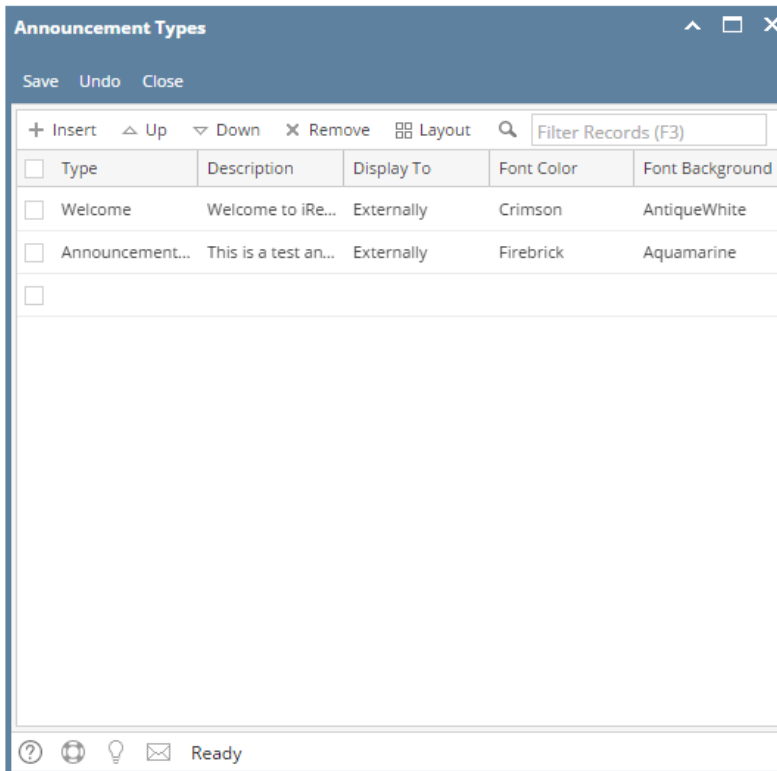 Announcement Types
Save Undo Close
Insert Up Down Remove Layout Filter Records (F3)
Type Description Display To Font Color Font Background
Welcome Welcome to iRe... Externally Crimson AntiqueWhite
Announcement... This is a test an... Externally Firebrick Aquamarine
Ready